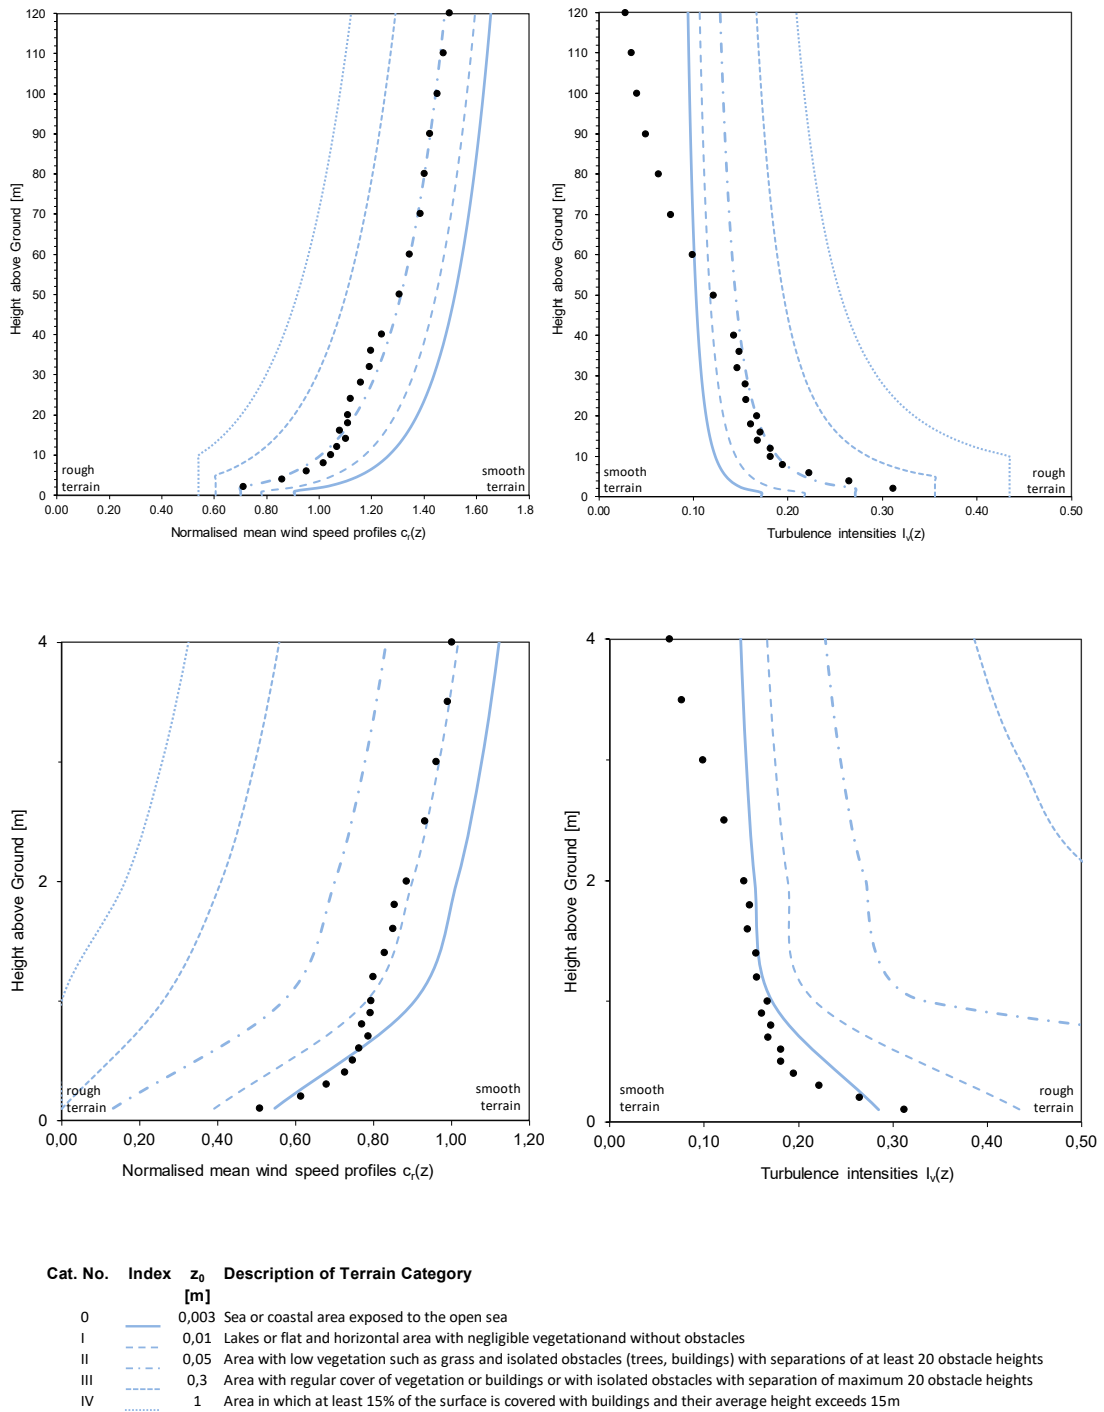 120
110
100
90
80
70
60
50
40
30
20
10
0
Height above Ground [m]
rough
terrain
smooth
terrain
0.00 0.20 0.40 0.60 0.80 1.00 1.20 1.40 1.60 1.8
Normalised mean wind speed profiles cr(z)
120
110
100
90
80
70
60
50
40
30
20
10
0
Height above Ground [m]
smooth
terrain
rough
terrain
0.00 0.10 0.20 0.30 0.40 0.50
Turbulence intensities Iv(z)
4
2
0
Height above Ground [m]
rough
terrain
smooth
terrain
0,00 0,20 0,40 0,60 0,80 1,00 1,20
Normalised mean wind speed profiles cr(z)
4
2
0
Height above Ground [m]
smooth
terrain
rough
terrain
0,00 0,10 0,20 0,30 0,40 0,50
Turbulence intensities Iv(z)
Cat. No. Index z0 Description of Terrain Category
[m]
0 0,003 Sea or coastal area exposed to the open sea
I 0,01 Lakes or flat and horizontal area with negligible vegetationand without obstacles
II 0,05 Area with low vegetation such as grass and isolated obstacles (trees, buildings) with separations of at least 20 obstacle heights
III 0,3 Area with regular cover of vegetation or buildings or with isolated obstacles with separation of maximum 20 obstacle heights
IV 1 Area in which at least 15% of the surface is covered with buildings and their average height exceeds 15m